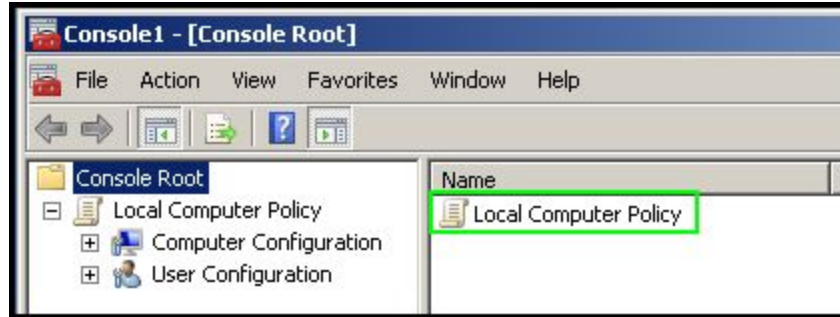 Console1 - [Console Root]
File Action View Favorites Window Help
Console Root
Local Computer Policy
Computer Configuration
User Configuration
Name
Local Computer Policy